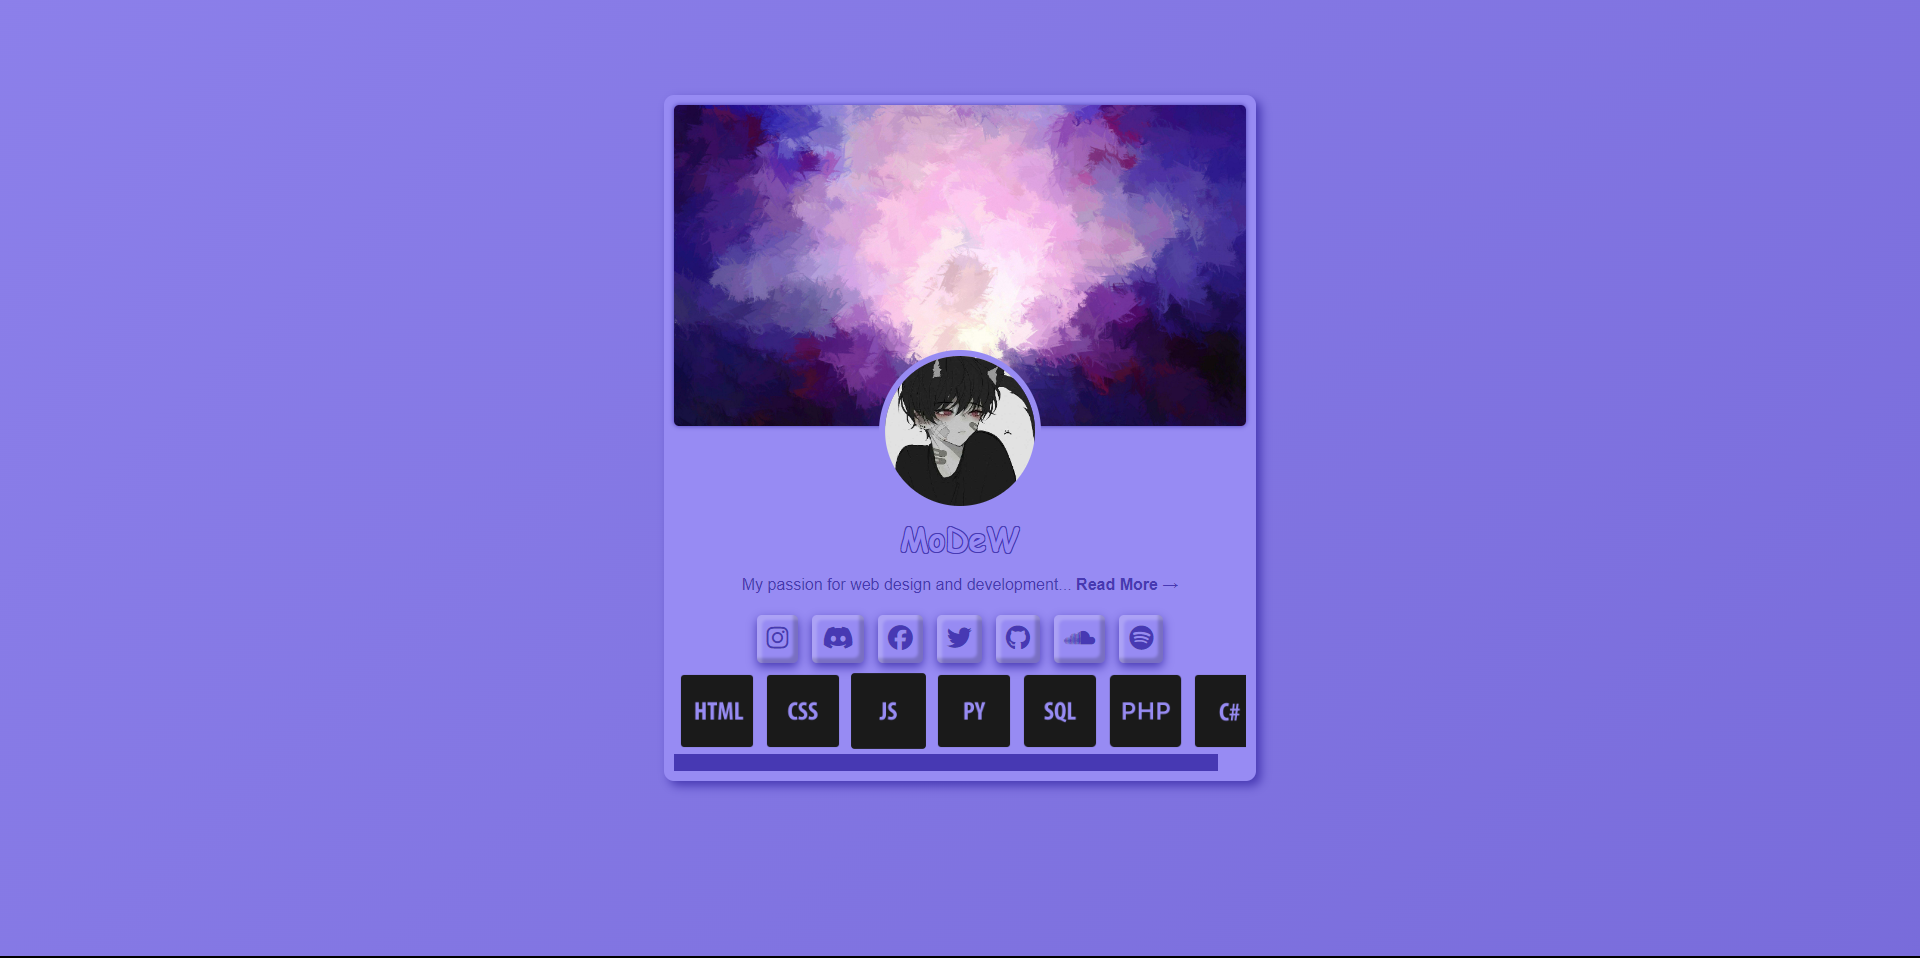 MoDeW
My passion for web design and development... Read More →
HTML CSS JS PY SQL PHP C#